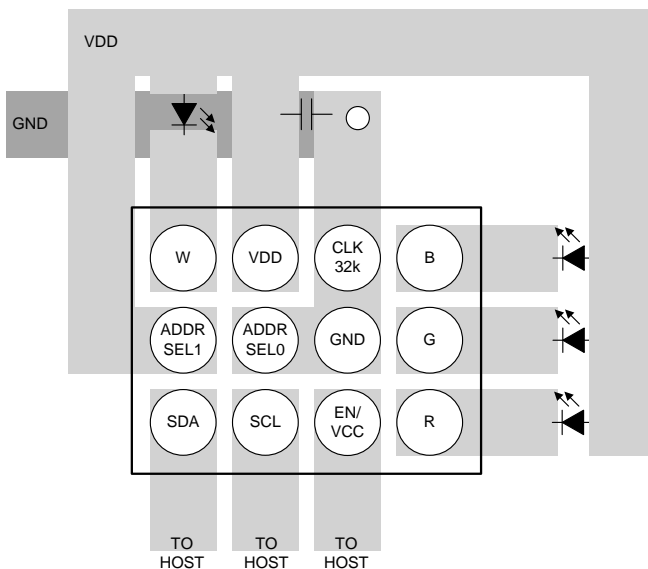 VDD
GND
W
VDD
CLK
32k
B
ADDR
SEL1
ADDR
SEL0
GND
G
SDA
SCL
EN/
VCC
R
TO
HOST
TO
HOST
TO
HOST